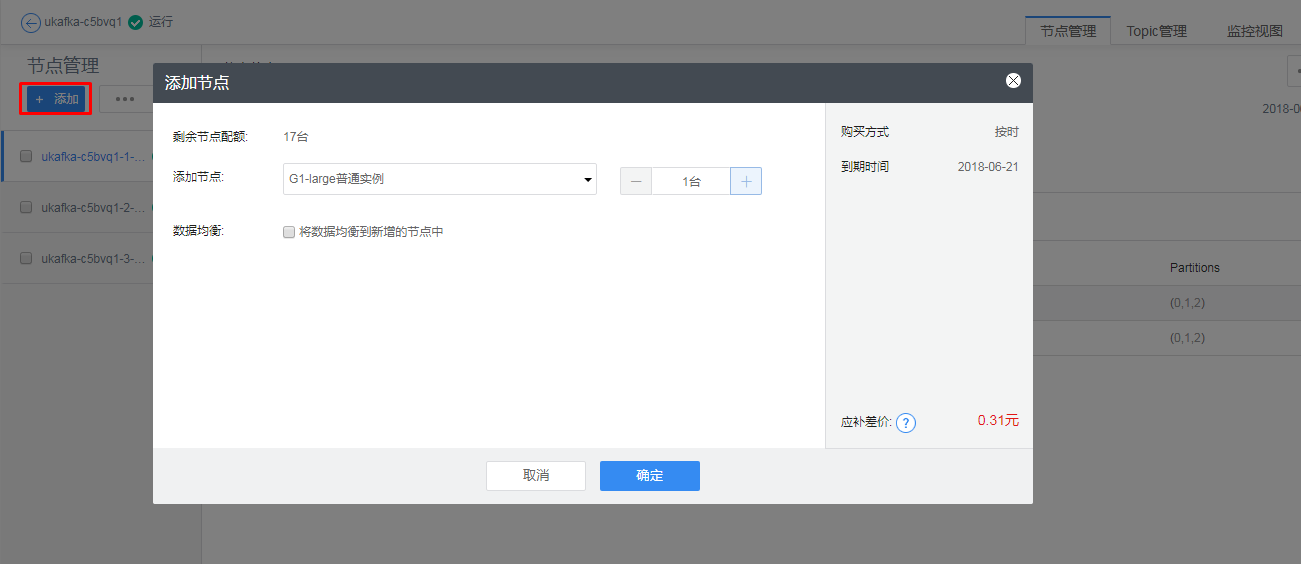 ukafka-c5bvq1 运行
节点管理 Topic管理 监控视图
节点管理
+ 添加
2018-0
ukafka-c5bvq1-1-...
ukafka-c5bvq1-2-...
ukafka-c5bvq1-3-...
添加节点
剩余节点配额: 17台
添加节点: G1-large普通实例 1台
数据均衡: 将数据均衡到新增的节点中
购买方式 按时
到期时间 2018-06-21
应补差价: ? 0.31元
取消 确定
Partitions
(0,1,2)
(0,1,2)